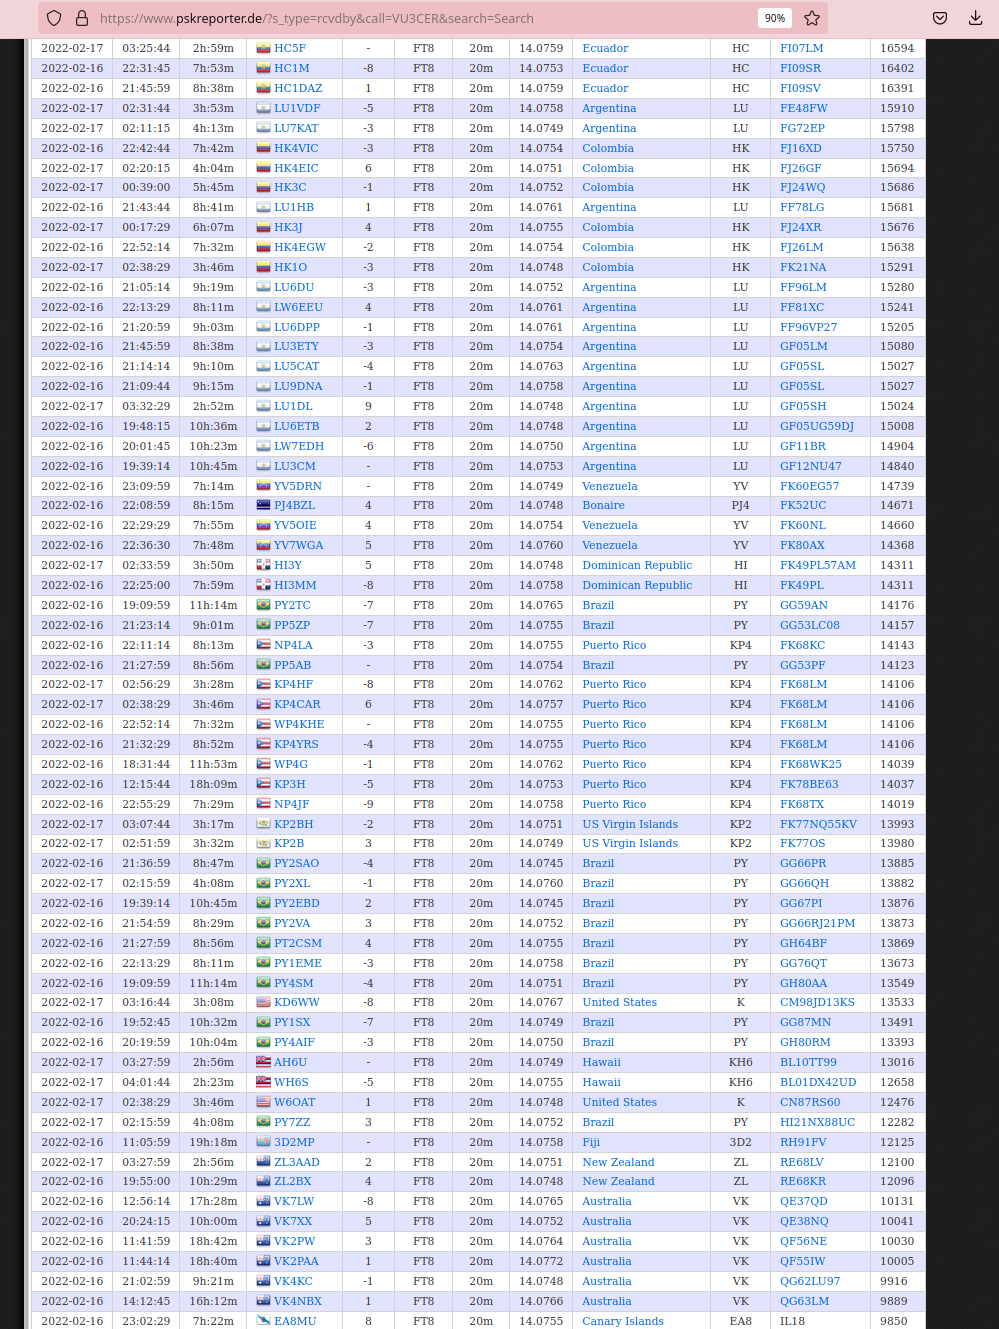 https://www.pskreporter.de/?s_type=rcvdby&call=VU3CER&search=Search 90%
2022-02-17 03:25:44 2h:59m HC5F - FT8 20m 14.0759 Ecuador HC FI07LM 16594
2022-02-16 22:31:45 7h:53m HC1M -8 FT8 20m 14.0753 Ecuador HC FI09SR 16402
2022-02-16 21:45:59 8h:38m HC1DAZ 1 FT8 20m 14.0759 Ecuador HC FI09SV 16391
2022-02-17 02:31:44 3h:53m LU1VDF -5 FT8 20m 14.0758 Argentina LU FE48FW 15910
2022-02-17 02:11:15 4h:13m LU7KAT -3 FT8 20m 14.0749 Argentina LU FG72EP 15798
2022-02-16 22:42:44 7h:42m HK4VIC -3 FT8 20m 14.0754 Colombia HK FJ16XD 15750
2022-02-17 02:20:15 4h:04m HK4EIC 6 FT8 20m 14.0751 Colombia HK FJ26GF 15694
2022-02-17 00:39:00 5h:45m HK3C -1 FT8 20m 14.0752 Colombia HK FJ24WQ 15686
2022-02-16 21:43:44 8h:41m LU1HB 1 FT8 20m 14.0761 Argentina LU FF78LG 15681
2022-02-17 00:17:29 6h:07m HK3J 4 FT8 20m 14.0755 Colombia HK FJ24XR 15676
2022-02-16 22:52:14 7h:32m HK4EGW -2 FT8 20m 14.0754 Colombia HK FJ26LM 15638
2022-02-17 02:38:29 3h:46m HK1O -3 FT8 20m 14.0748 Colombia HK FK21NA 15291
2022-02-16 21:05:14 9h:19m LU6DU -3 FT8 20m 14.0752 Argentina LU FF96LM 15280
2022-02-16 22:13:29 8h:11m LW6EEU 4 FT8 20m 14.0761 Argentina LU FF81XC 15241
2022-02-16 21:20:59 9h:03m LU6DPP -1 FT8 20m 14.0761 Argentina LU FF96VP27 15205
2022-02-16 21:45:59 8h:38m LU3ETY -3 FT8 20m 14.0754 Argentina LU GF05LM 15080
2022-02-16 21:14:14 9h:10m LU5CAT -4 FT8 20m 14.0763 Argentina LU GF05SL 15027
2022-02-16 21:09:44 9h:15m LU9DNA -1 FT8 20m 14.0758 Argentina LU GF05SL 15027
2022-02-17 03:32:29 2h:52m LU1DL 9 FT8 20m 14.0748 Argentina LU GF05SH 15024
2022-02-16 19:48:15 10h:36m LU6ETB 2 FT8 20m 14.0748 Argentina LU GF05UG59DJ 15008
2022-02-16 20:01:45 10h:23m LW7EDH -6 FT8 20m 14.0750 Argentina LU GF11BR 14904
2022-02-16 19:39:14 10h:45m LU3CM - FT8 20m 14.0753 Argentina LU GF12NU47 14840
2022-02-16 23:09:59 7h:14m YV5DRN - FT8 20m 14.0749 Venezuela YV FK60EG57 14739
2022-02-16 22:08:59 8h:15m PJ4BZL 4 FT8 20m 14.0748 Bonaire PJ4 FK52UC 14671
2022-02-16 22:29:29 7h:55m YV5OIE 4 FT8 20m 14.0754 Venezuela YV FK60NL 14660
2022-02-16 22:36:30 7h:48m YV7WGA 5 FT8 20m 14.0760 Venezuela YV FK80AX 14368
2022-02-17 02:33:59 3h:50m HI3Y 5 FT8 20m 14.0748 Dominican Republic HI FK49PL57AM 14311
2022-02-16 22:25:00 7h:59m HI3MM -8 FT8 20m 14.0758 Dominican Republic HI FK49PL 14311
2022-02-16 19:09:59 11h:14m PY2TC -7 FT8 20m 14.0765 Brazil PY GG59AN 14176
2022-02-16 21:23:14 9h:01m PP5ZP -7 FT8 20m 14.0755 Brazil PY GG53LC08 14157
2022-02-16 22:11:14 8h:13m NP4LA -3 FT8 20m 14.0755 Puerto Rico KP4 FK68KC 14143
2022-02-16 21:27:59 8h:56m PP5AB - FT8 20m 14.0754 Brazil PY GG53PF 14123
2022-02-17 02:56:29 3h:28m KP4HF -8 FT8 20m 14.0762 Puerto Rico KP4 FK68LM 14106
2022-02-17 02:38:29 3h:46m KP4CAR 6 FT8 20m 14.0757 Puerto Rico KP4 FK68LM 14106
2022-02-16 22:52:14 7h:32m WP4KHE - FT8 20m 14.0755 Puerto Rico KP4 FK68LM 14106
2022-02-16 21:32:29 8h:52m KP4YRS -4 FT8 20m 14.0755 Puerto Rico KP4 FK68LM 14106
2022-02-16 18:31:44 11h:53m WP4G -1 FT8 20m 14.0762 Puerto Rico KP4 FK68WK25 14039
2022-02-16 12:15:44 18h:09m KP3H -5 FT8 20m 14.0753 Puerto Rico KP4 FK78BE63 14037
2022-02-16 22:55:29 7h:29m NP4JF -9 FT8 20m 14.0758 Puerto Rico KP4 FK68TX 14019
2022-02-17 03:07:44 3h:17m KP2BH -2 FT8 20m 14.0751 US Virgin Islands KP2 FK77NQ55KV 13993
2022-02-17 02:51:59 3h:32m KP2B 3 FT8 20m 14.0749 US Virgin Islands KP2 FK77OS 13980
2022-02-16 21:36:59 8h:47m PY2SAO -4 FT8 20m 14.0745 Brazil PY GG66PR 13885
2022-02-17 02:15:59 4h:08m PY2XL -1 FT8 20m 14.0760 Brazil PY GG66QH 13882
2022-02-16 19:39:14 10h:45m PY2EBD 2 FT8 20m 14.0745 Brazil PY GG67PI 13876
2022-02-16 21:54:59 8h:29m PY2VA 3 FT8 20m 14.0752 Brazil PY GG66RJ21PM 13873
2022-02-16 21:27:59 8h:56m PT2CSM 4 FT8 20m 14.0755 Brazil PY GH64BF 13869
2022-02-16 22:13:29 8h:11m PY1EME -3 FT8 20m 14.0758 Brazil PY GG76QT 13673
2022-02-16 19:09:59 11h:14m PY4SM -4 FT8 20m 14.0751 Brazil PY GH80AA 13549
2022-02-17 03:16:44 3h:08m KD6WW -8 FT8 20m 14.0767 United States K CM98JD13KS 13533
2022-02-16 19:52:45 10h:32m PY1SX -7 FT8 20m 14.0749 Brazil PY GG87MN 13491
2022-02-16 20:19:59 10h:04m PY4AIF -3 FT8 20m 14.0750 Brazil PY GH80RM 13393
2022-02-17 03:27:59 2h:56m AH6U - FT8 20m 14.0749 Hawaii KH6 BL10TT99 13016
2022-02-17 04:01:44 2h:23m WH6S -5 FT8 20m 14.0755 Hawaii KH6 BL01DX42UD 12658
2022-02-17 02:38:29 3h:46m W6OAT 1 FT8 20m 14.0748 United States K CN87RS60 12476
2022-02-17 02:15:59 4h:08m PY7ZZ 3 FT8 20m 14.0752 Brazil PY HI21NX88UC 12282
2022-02-16 11:05:59 19h:18m 3D2MP - FT8 20m 14.0758 Fiji 3D2 RH91FV 12125
2022-02-17 03:27:59 2h:56m ZL3AAD 2 FT8 20m 14.0751 New Zealand ZL RE68LV 12100
2022-02-16 19:55:00 10h:29m ZL2BX 4 FT8 20m 14.0748 New Zealand ZL RE68KR 12096
2022-02-16 12:56:14 17h:28m VK7LW -8 FT8 20m 14.0765 Australia VK QE37QD 10131
2022-02-16 20:24:15 10h:00m VK7XX 5 FT8 20m 14.0752 Australia VK QE38NQ 10041
2022-02-16 11:41:59 18h:42m VK2PW 3 FT8 20m 14.0764 Australia VK QF56NE 10030
2022-02-16 11:44:14 18h:40m VK2PAA 1 FT8 20m 14.0772 Australia VK QF55IW 10005
2022-02-16 21:02:59 9h:21m VK4KC -1 FT8 20m 14.0748 Australia VK QG62LU97 9916
2022-02-16 14:12:45 16h:12m VK4NBX 1 FT8 20m 14.0766 Australia VK QG63LM 9889
2022-02-16 23:02:29 7h:22m EA8MU 8 FT8 20m 14.0755 Canary Islands EA8 IL18 9850